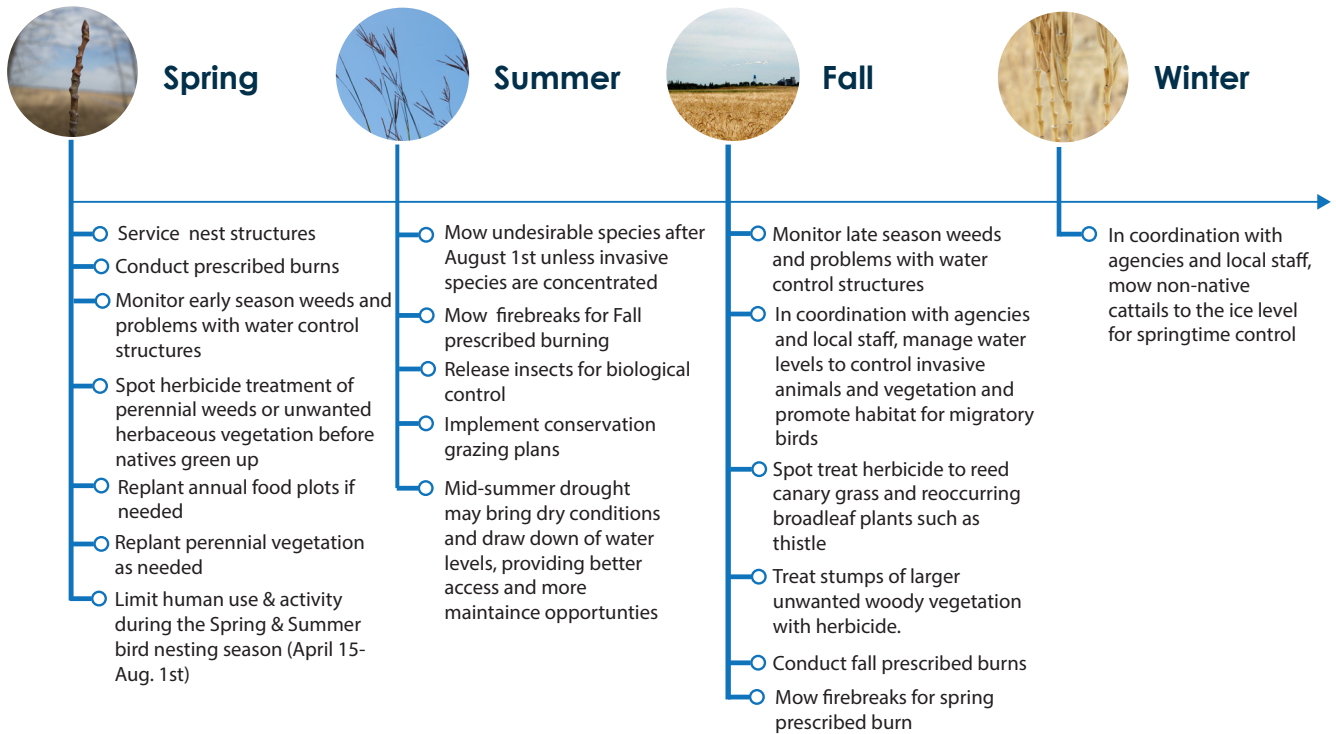 Spring
Service nest structures
Conduct prescribed burns
Monitor early season weeds and
problems with water control
structures
Spot herbicide treatment of
perennial weeds or unwanted
herbaceous vegetation before
natives green up
Replant annual food plots if
needed
Replant perennial vegetation
as needed
Limit human use & activity
during the Spring & Summer
bird nesting season (April 15-
Aug. 1st)
Summer
Mow undesirable species after
August 1st unless invasive
species are concentrated
Mow firebreaks for Fall
prescribed burning
Release insects for biological
control
Implement conservation
grazing plans
Mid-summer drought
may bring dry conditions
and draw down of water
levels, providing better
access and more
maintaince opportunties
Fall
Monitor late season weeds
and problems with water
control structures
In coordination with agencies
and local staff, manage water
levels to control invasive
animals and vegetation and
promote habitat for migratory
birds
Spot treat herbicide to reed
canary grass and reoccurring
broadleaf plants such as
thistle
Treat stumps of larger
unwanted woody vegetation
with herbicide.
Conduct fall prescribed burns
Mow firebreaks for spring
prescribed burn
Winter
In coordination with
agencies and local staff,
mow non-native
cattails to the ice level
for springtime control